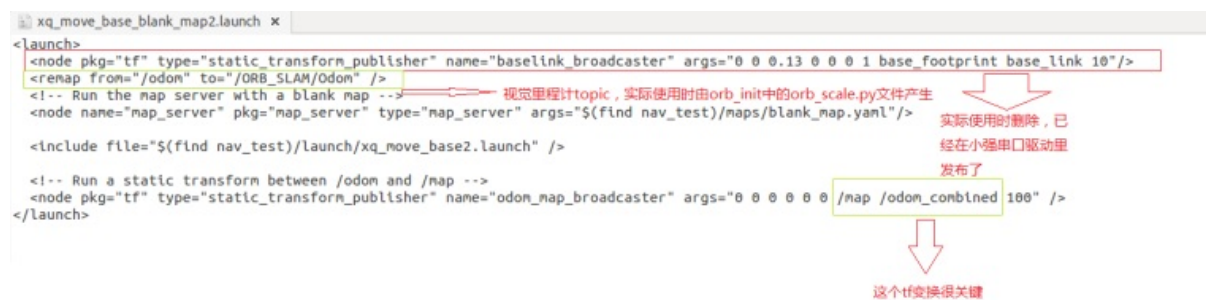 xq_move_base_blank_map2.launch ×
<launch>
<node pkg="tf" type="static_transform_publisher" name="baselink_broadcaster" args="0 0 0.13 0 0 0 1 base_footprint base_link 10"/>
<remap from="/odom" to="/ORB_SLAM/Odom" />
<!-- Run the map server with a blank map -->
视觉里程计topic，实际使用时由orb_init中的orb_scale.py文件产生
<node name="map_server" pkg="map_server" type="map_server" args="$(find nav_test)/maps/blank_map.yaml"/>
实际使用时删除，已
经在小强串口驱动里
发布了
<include file="$(find nav_test)/launch/xq_move_base2.launch" />
<!-- Run a static transform between /odom and /map -->
<node pkg="tf" type="static_transform_publisher" name="odom_map_broadcaster" args="0 0 0 0 0 0 /map /odom_combined 100" />
</launch>
这个tf变换很关键